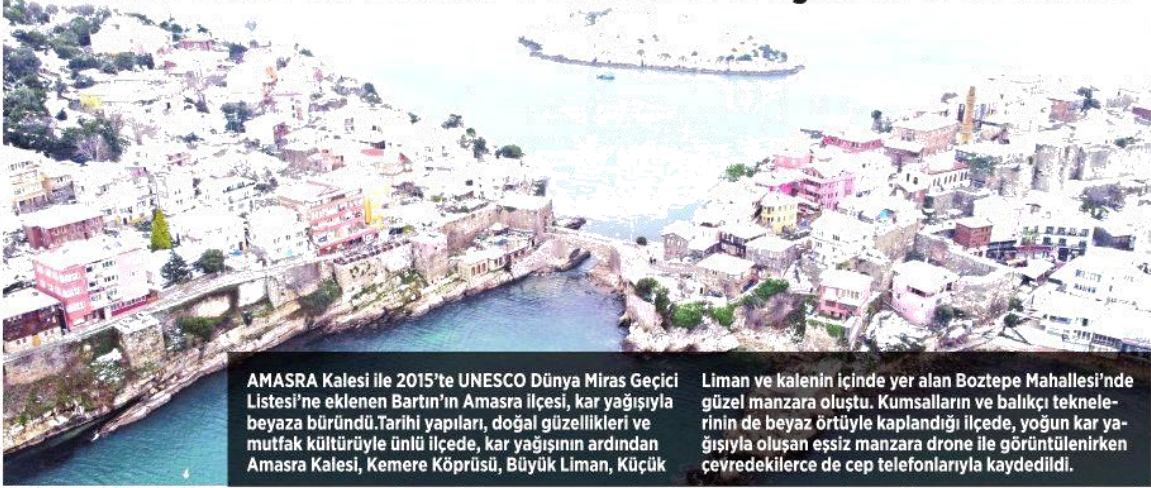 AMASRA Kalesi ile 2015'te UNESCO Dünya Miras Geçici
Listesi'ne eklenen Bartın'ın Amasra ilçesi, kar yağışıyla
beyaza büründü.Tarihi yapıları, doğal güzellikleri ve
mutfak kültürüyle ünlü ilçede, kar yağışının ardından
Amasra Kalesi, Kemere Köprüsü, Büyük Liman, Küçük
Liman ve kalenin içinde yer alan Boztepe Mahallesi'nde
güzel manzara oluştu. Kumsalların ve balıkçı teknele-
rinin de beyaz örtüyle kaplandığı ilçede, yoğun kar ya-
ğışıyla oluşan eşsiz manzara drone ile görüntülenirken
çevredekilerce de cep telefonlarıyla kaydedildi.